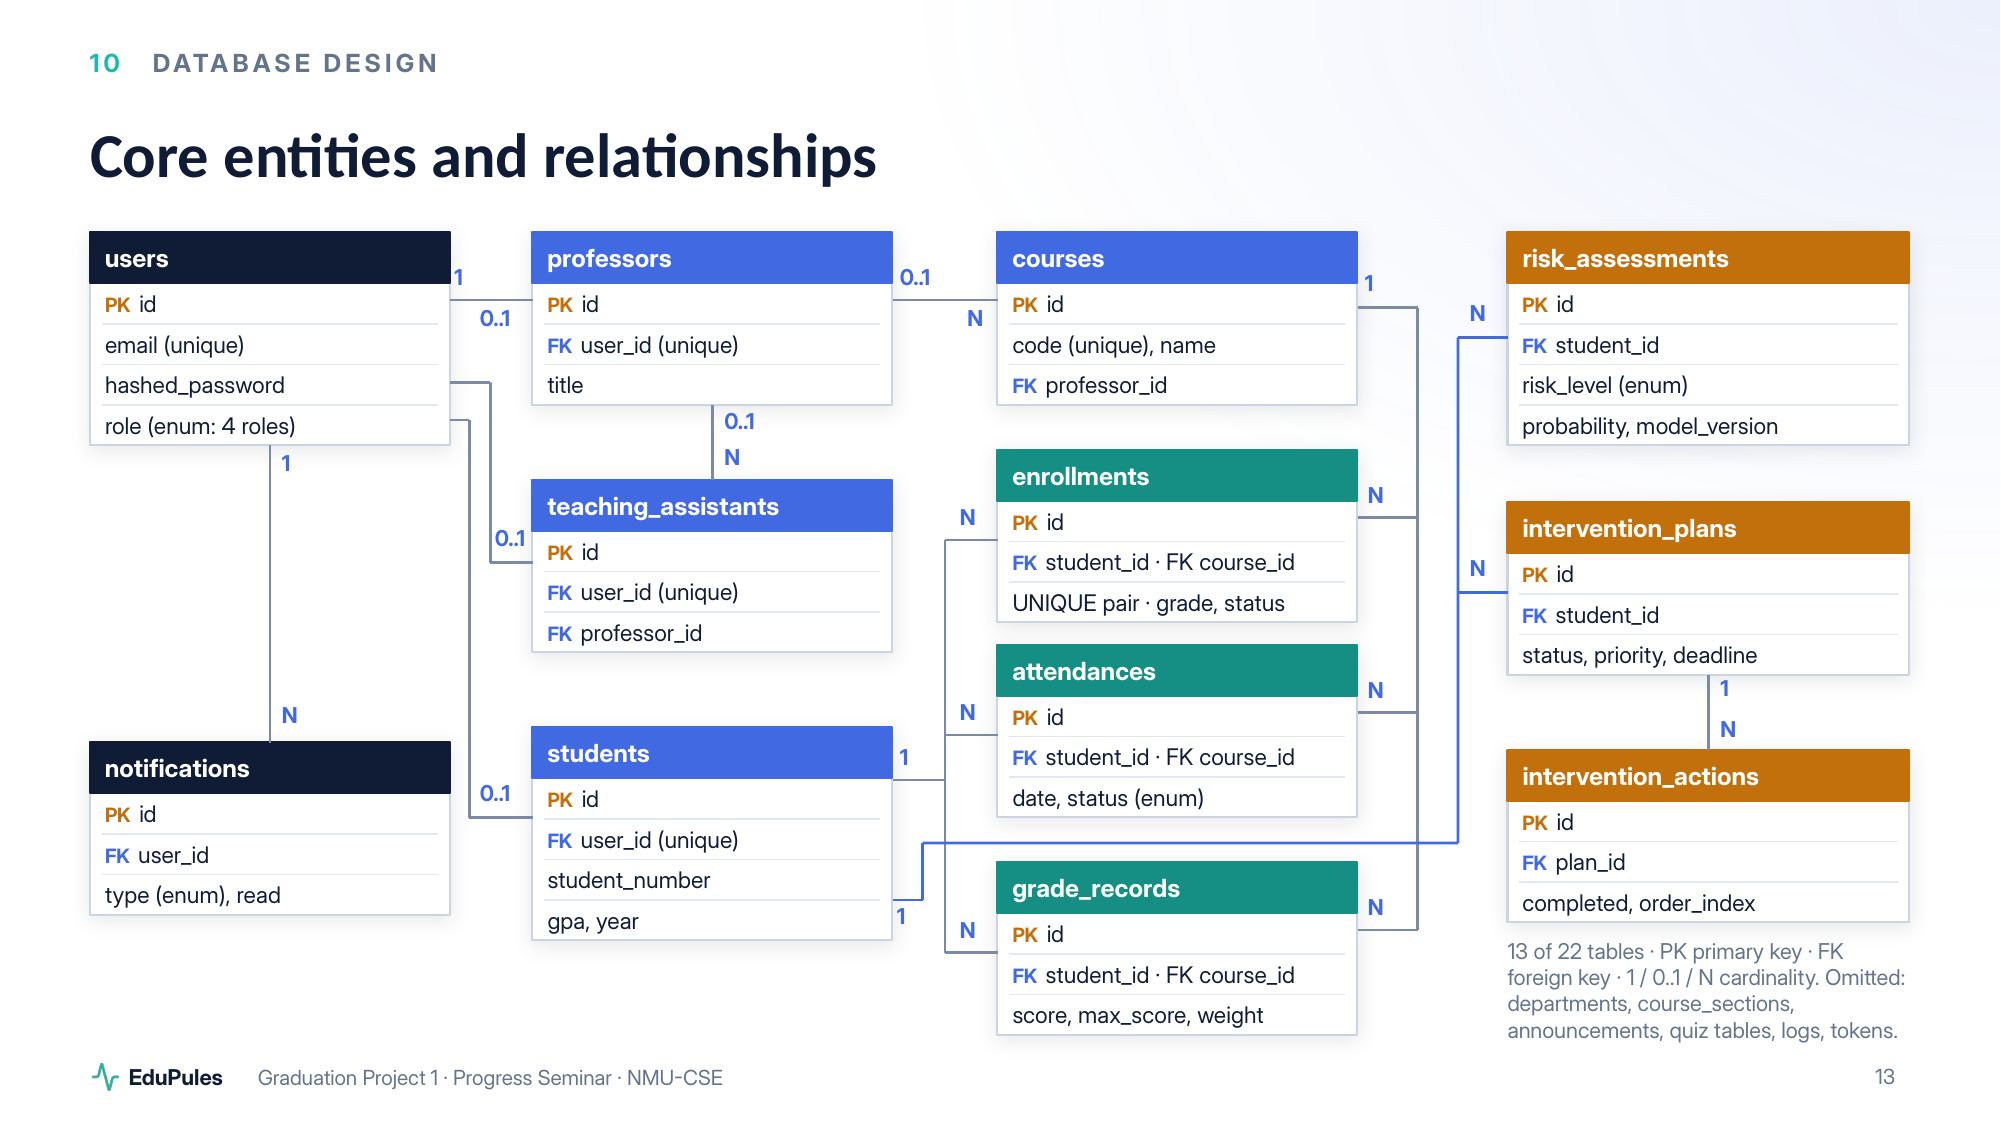 10 DATABASE DESIGN
Core entities and relationships
users
PK id
email (unique)
hashed_password
role (enum: 4 roles)
1
0..1
1
N
0..1
0..1
notifications
PK id
FK user_id
type (enum), read
professors
PK id
FK user_id (unique)
title
0..1
N
0..1
N
teaching_assistants
PK id
FK user_id (unique)
FK professor_id
students
PK id
FK user_id (unique)
student_number
gpa, year
1
1
courses
PK id
code (unique), name
FK professor_id
1
enrollments
PK id
FK student_id · FK course_id
UNIQUE pair · grade, status
N
N
attendances
PK id
FK student_id · FK course_id
date, status (enum)
N
N
grade_records
PK id
FK student_id · FK course_id
score, max_score, weight
N
N
risk_assessments
PK id
FK student_id
risk_level (enum)
probability, model_version
N
intervention_plans
PK id
FK student_id
status, priority, deadline
N
1
N
intervention_actions
PK id
FK plan_id
completed, order_index
13 of 22 tables · PK primary key · FK
foreign key · 1 / 0..1 / N cardinality. Omitted:
departments, course_sections,
announcements, quiz tables, logs, tokens.
EduPules Graduation Project 1 · Progress Seminar · NMU-CSE
13